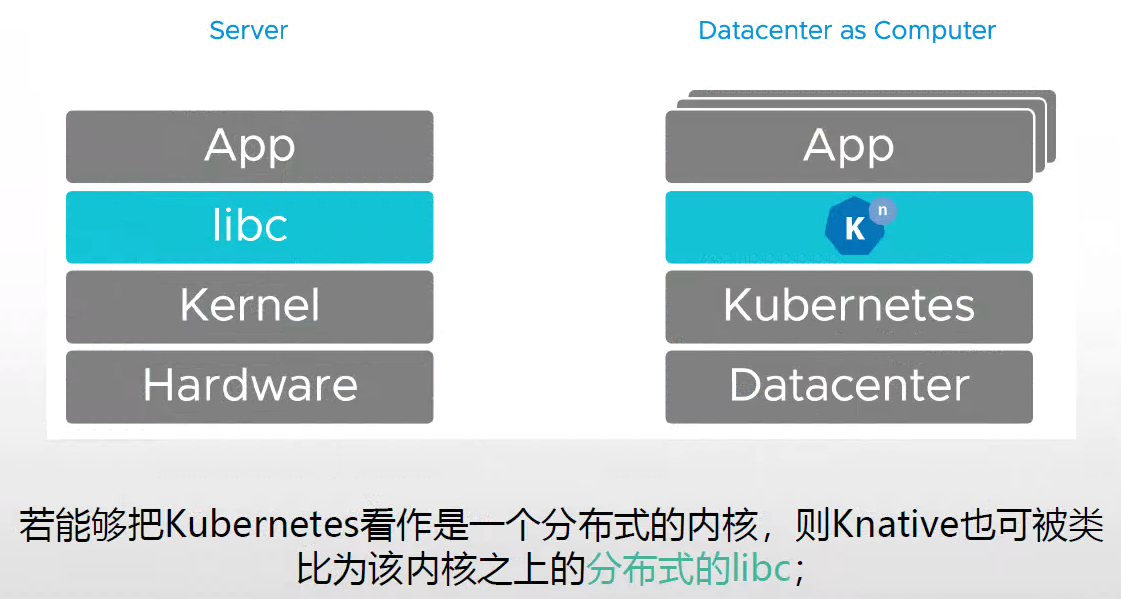 Server
Datacenter as Computer
App
App
libc
K
n
Kernel
Kubernetes
Hardware
Datacenter
若能够把Kubernetes看作是一个分布式的内核，则Knative也可被类
比为该内核之上的分布式的libc；